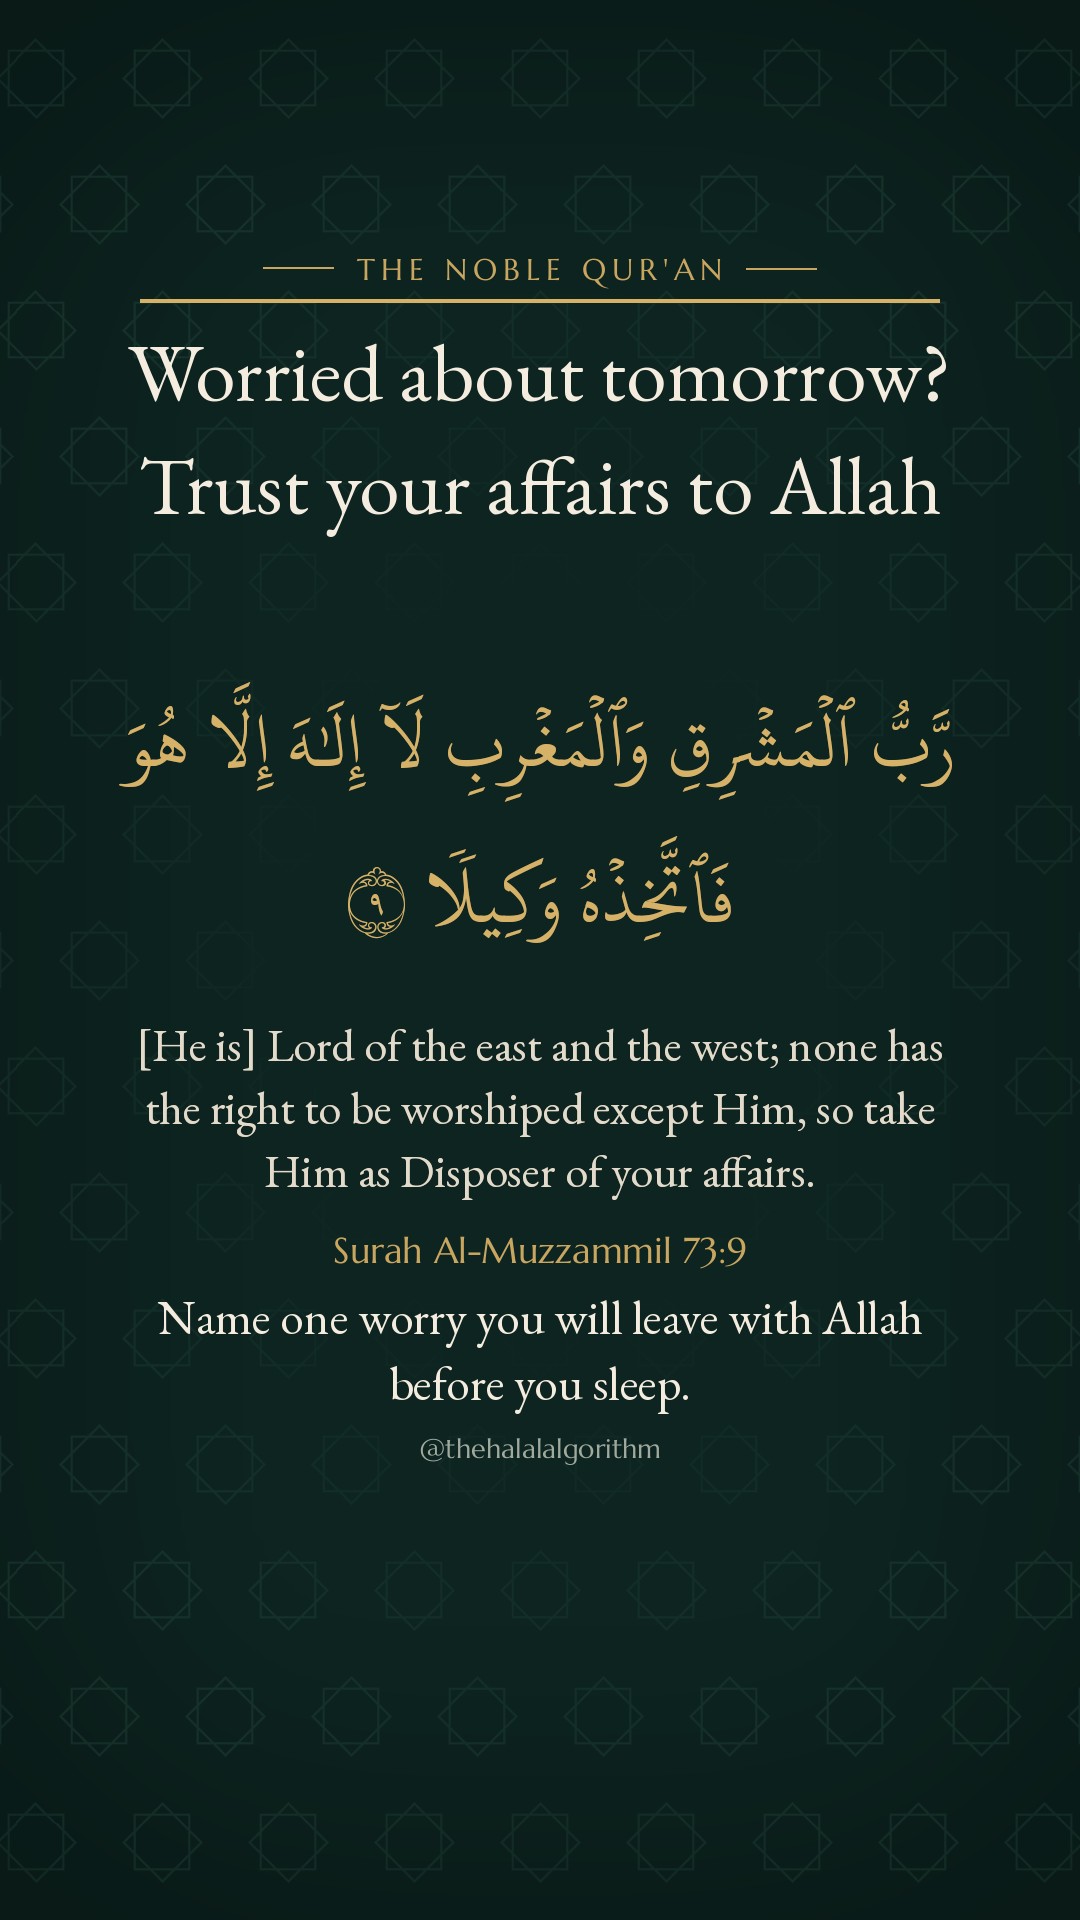 THE NOBLE QUR'AN
Worried about tomorrow?
Trust your affairs to Allah
رَّبُّ ٱلْمَشْرِقِ وَٱلْمَغْرِبِ لَآ إِلَـٰهَ إِلَّا هُوَ
فَٱتَّخِذْهُ وَكِيلًا ٩
[He is] Lord of the east and the west; none has
the right to be worshiped except Him, so take
Him as Disposer of your affairs.
Surah Al-Muzzammil 73:9
Name one worry you will leave with Allah
before you sleep.
@thehalalalgorithm